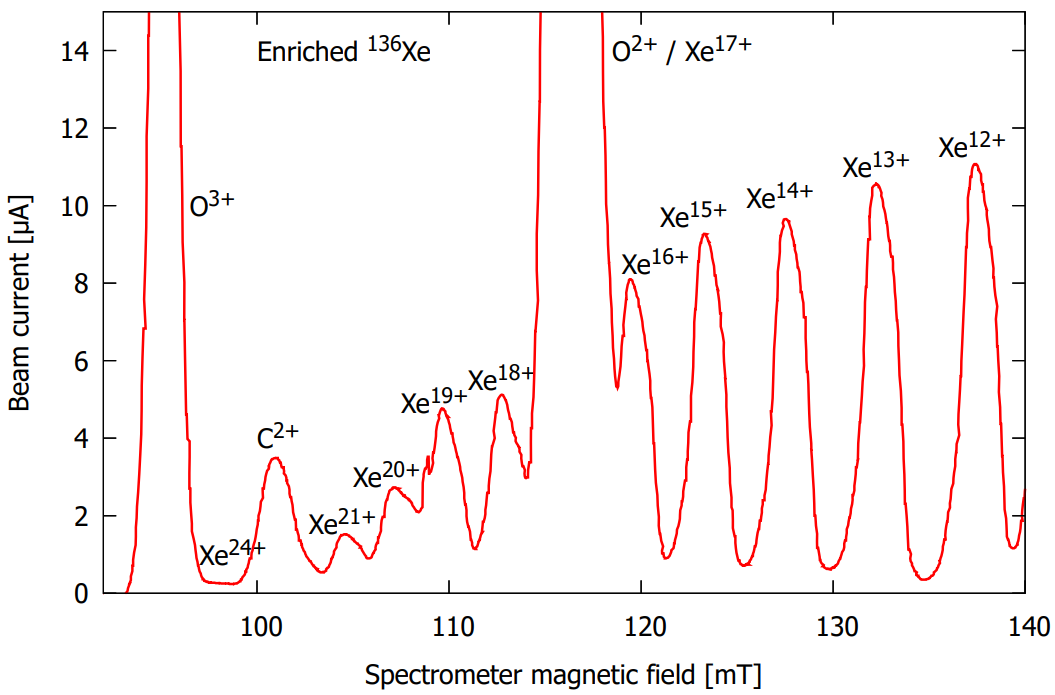 Enriched ¹³⁶Xe
O²⁺ / Xe¹⁷⁺
O³⁺
Xe²⁴⁺
C²⁺
Xe²¹⁺
Xe²⁰⁺
Xe¹⁹⁺
Xe¹⁸⁺
Xe¹⁶⁺
Xe¹⁵⁺
Xe¹⁴⁺
Xe¹³⁺
Xe¹²⁺
Beam current [µA]
14
12
10
8
6
4
2
0
100 110 120 130 140
Spectrometer magnetic field [mT]